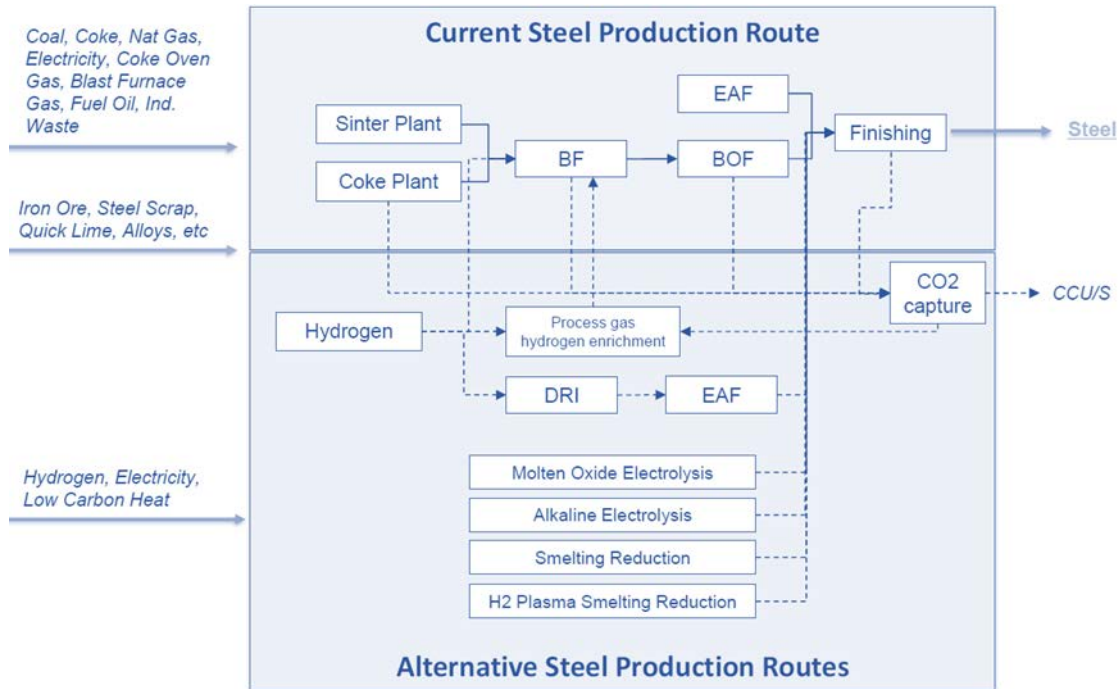 Current Steel Production Route
Coal, Coke, Nat Gas,
Electricity, Coke Oven
Gas, Blast Furnace
Gas, Fuel Oil, Ind.
Waste
Iron Ore, Steel Scrap,
Quick Lime, Alloys, etc
Hydrogen, Electricity,
Low Carbon Heat
Sinter Plant
Coke Plant
BF
EAF
BOF
Finishing
Steel
CO2
capture
CCU/S
Hydrogen
Process gas
hydrogen enrichment
DRI
EAF
Molten Oxide Electrolysis
Alkaline Electrolysis
Smelting Reduction
H2 Plasma Smelting Reduction
Alternative Steel Production Routes